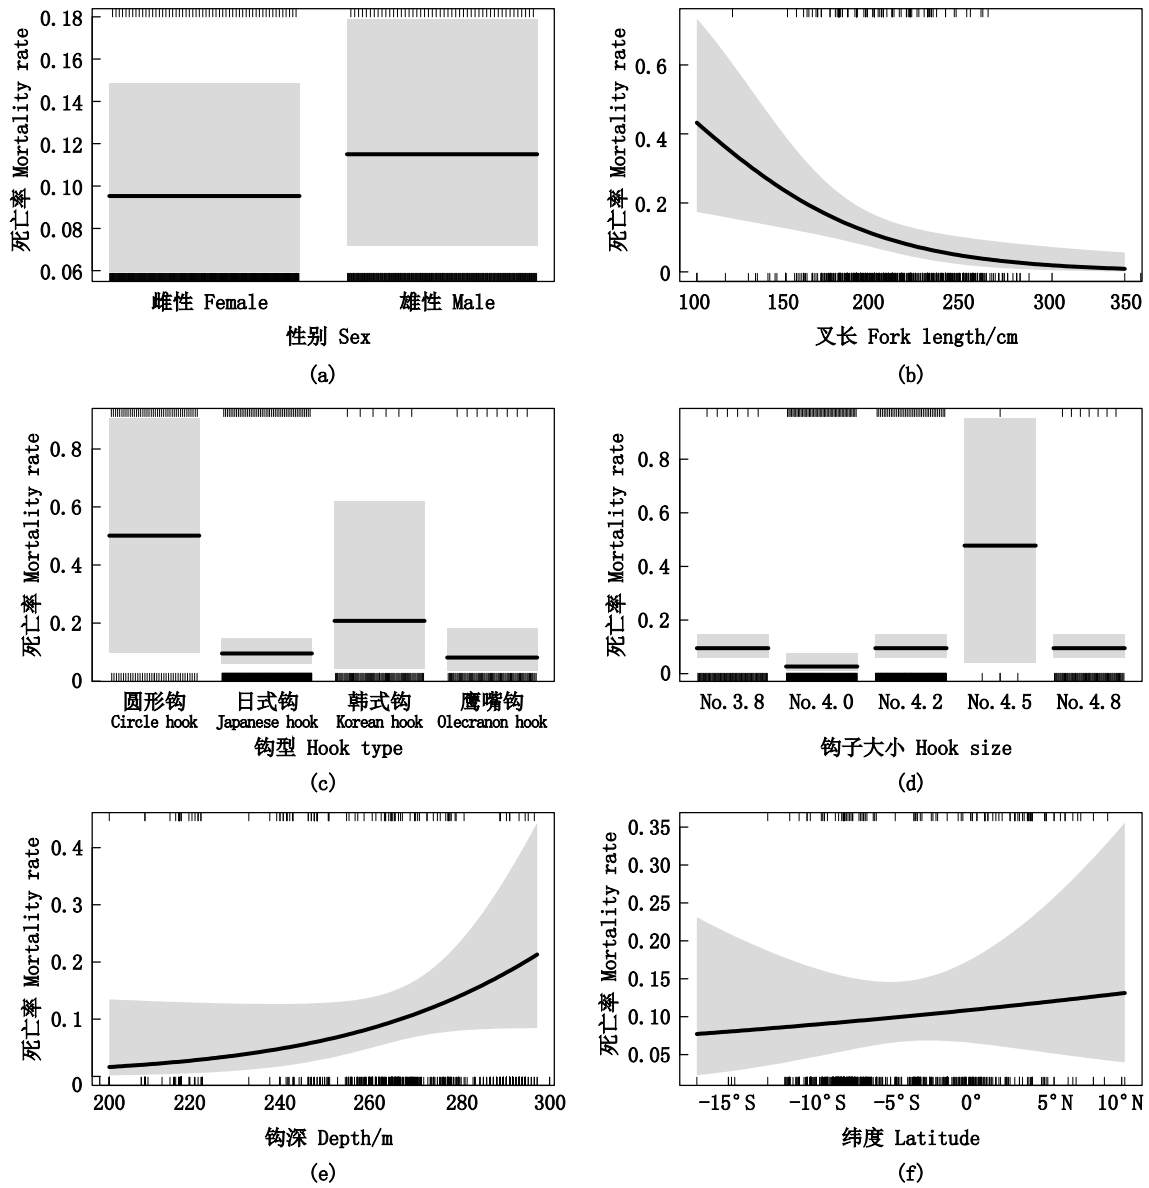 死亡率 Mortality rate
0.18
0.16
0.14
0.12
0.10
0.08
0.06
雌性 Female 雄性 Male
性别 Sex
(a)
死亡率 Mortality rate
0.6
0.4
0.2
0
100 150 200 250 300 350
叉长 Fork length/cm
(b)
死亡率 Mortality rate
0.8
0.6
0.4
0.2
0
圆形钩 日式钩 韩式钩 鹰嘴钩
Circle hook Japanese hook Korean hook Olecranon hook
钩型 Hook type
(c)
死亡率 Mortality rate
0.8
0.6
0.4
0.2
0
No.3.8 No.4.0 No.4.2 No.4.5 No.4.8
钩子大小 Hook size
(d)
死亡率 Mortality rate
0.4
0.3
0.2
0.1
0
200 220 240 260 280 300
钩深 Depth/m
(e)
死亡率 Mortality rate
0.35
0.30
0.25
0.20
0.15
0.10
0.05
-15°S -10°S -5°S 0° 5°N 10°N
纬度 Latitude
(f)